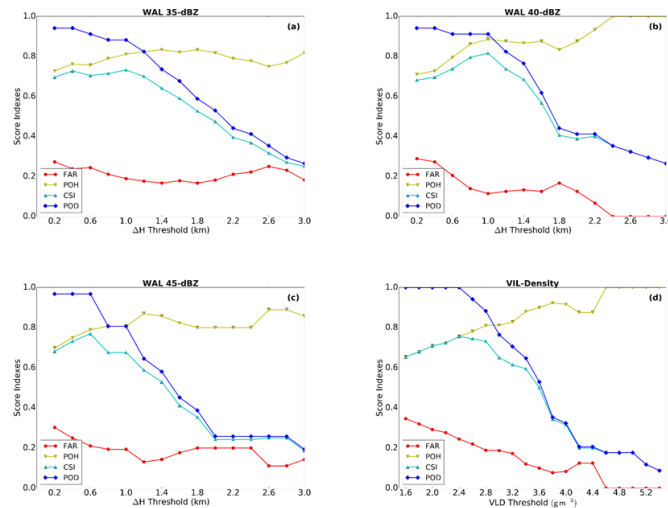 WAL 35-dBZ
(a)
1.0
0.8
0.6
0.4
0.2
0.0
Score Indexes
FAR
POH
CSI
POD
0.2 0.6 1.0 1.4 1.8 2.2 2.6 3.0
ΔH Threshold (km)
WAL 40-dBZ
(b)
1.0
0.8
0.6
0.4
0.2
0.0
Score Indexes
FAR
POH
CSI
POD
0.2 0.6 1.0 1.4 1.8 2.2 2.6 3.0
ΔH Threshold (km)
WAL 45-dBZ
(c)
1.0
0.8
0.6
0.4
0.2
0.0
Score Indexes
FAR
POH
CSI
POD
0.2 0.6 1.0 1.4 1.8 2.2 2.6 3.0
ΔH Threshold (km)
VIL-Density
(d)
1.0
0.8
0.6
0.4
0.2
0.0
Score Indexes
FAR
POH
CSI
POD
1.6 2.0 2.4 2.8 3.2 3.6 4.0 4.4 4.8 5.2
VLD Threshold (g m⁻³)